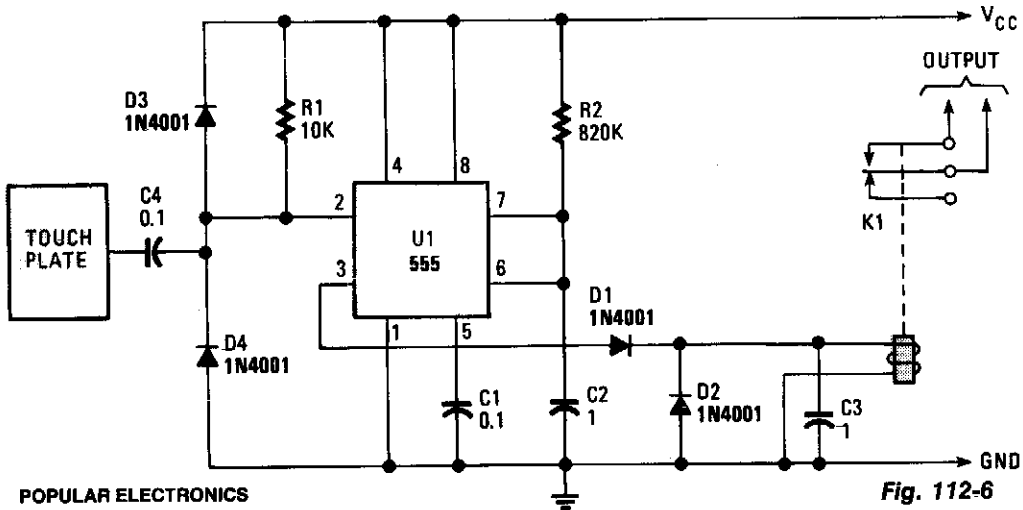 V_CC
OUTPUT
D3
1N4001
R1
10K
R2
820K
4
8
C4
0.1
2
7
TOUCH
PLATE
U1
555
K1
3
6
D1
1N4001
1
5
D4
1N4001
C1
0.1
C2
1
D2
1N4001
C3
1
GND
POPULAR ELECTRONICS
Fig. 112-6